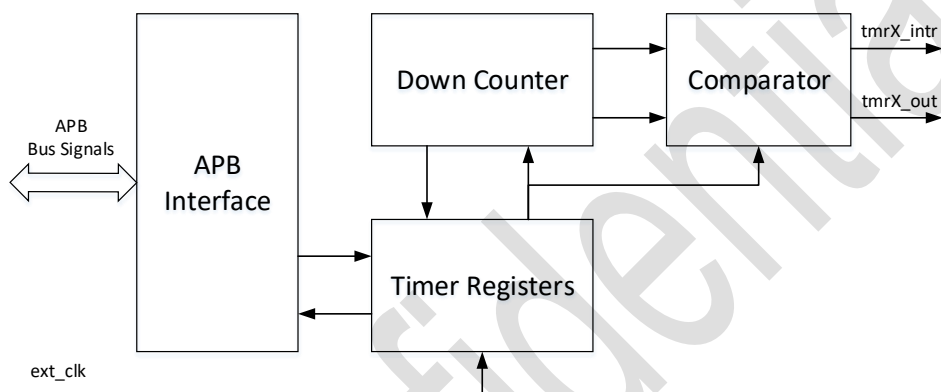 tmrX_intr
Down Counter
Comparator
tmrX_out
APB
Bus Signals
APB
Interface
Timer Registers
ext_clk